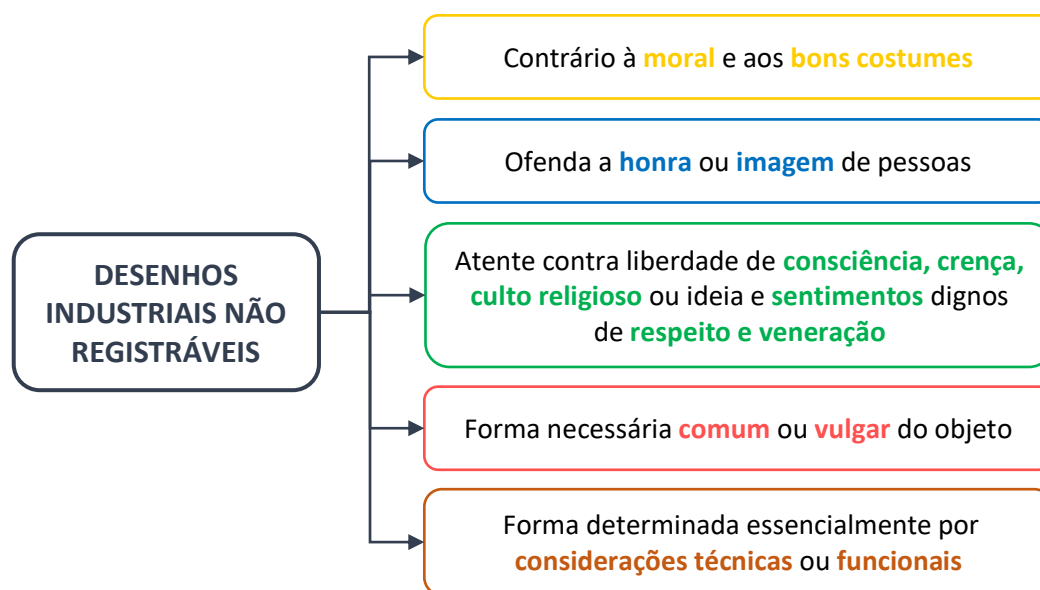 Contrário à moral e aos bons costumes
Ofenda a honra ou imagem de pessoas
DESENHOS
INDUSTRIAIS NÃO
REGISTRÁVEIS
Atente contra liberdade de consciência, crença,
culto religioso ou ideia e sentimentos dignos
de respeito e veneração
Forma necessária comum ou vulgar do objeto
Forma determinada essencialmente por
considerações técnicas ou funcionais